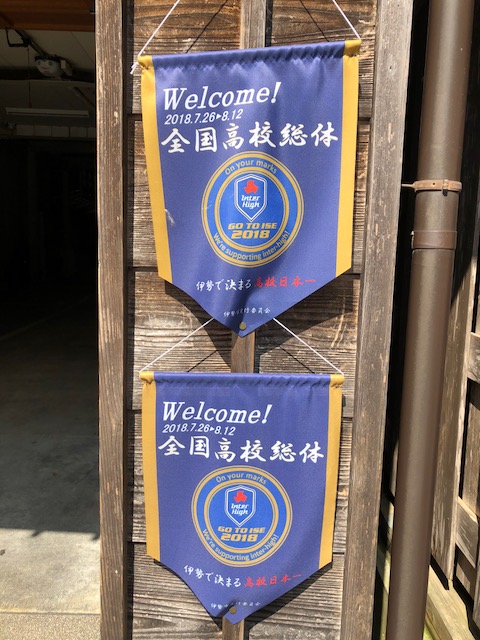 Welcome!
2018.7.26▶8.12
全国高校総体
On your marks
Inter
High
GO TO ISE
2018
We're supporting Inter-high!
伊勢で決まる高校日本一
Welcome!
2018.7.26▶8.12
全国高校総体
On your marks
Inter
High
GO TO ISE
2018
We're supporting Inter-high!
伊勢で決まる高校日本一